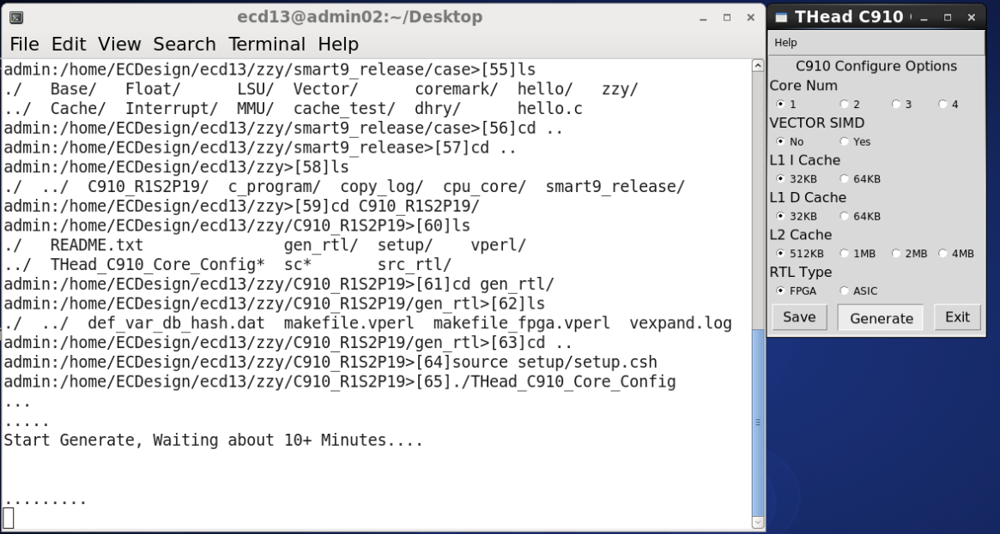 ecd13@admin02:~/Desktop
File Edit View Search Terminal Help
admin:/home/ECDesign/ecd13/zzy/smart9_release/case>[55]ls
./ Base/ Float/ LSU/ Vector/ coremark/ hello/ zzy/
../ Cache/ Interrupt/ MMU/ cache_test/ dhry/ hello.c
admin:/home/ECDesign/ecd13/zzy/smart9_release/case>[56]cd ..
admin:/home/ECDesign/ecd13/zzy/smart9_release>[57]cd ..
admin:/home/ECDesign/ecd13/zzy>[58]ls
./ ../ C910_R1S2P19/ c_program/ copy_log/ cpu_core/ smart9_release/
admin:/home/ECDesign/ecd13/zzy>[59]cd C910_R1S2P19/
admin:/home/ECDesign/ecd13/zzy/C910_R1S2P19>[60]ls
./ README.txt gen_rtl/ setup/ vperl/
../ THead_C910_Core_Config* sc* src_rtl/
admin:/home/ECDesign/ecd13/zzy/C910_R1S2P19>[61]cd gen_rtl/
admin:/home/ECDesign/ecd13/zzy/C910_R1S2P19/gen_rtl>[62]ls
./ ../ def_var_db_hash.dat makefile.vperl makefile_fpga.vperl vexpand.log
admin:/home/ECDesign/ecd13/zzy/C910_R1S2P19/gen_rtl>[63]cd ..
admin:/home/ECDesign/ecd13/zzy/C910_R1S2P19>[64]source setup/setup.csh
admin:/home/ECDesign/ecd13/zzy/C910_R1S2P19>[65]./THead_C910_Core_Config
...
.....
Start Generate, Waiting about 10+ Minutes....
.........
THead C910
Help
C910 Configure Options
Core Num
1 2 3 4
VECTOR SIMD
No Yes
L1 I Cache
32KB 64KB
L1 D Cache
32KB 64KB
L2 Cache
512KB 1MB 2MB 4MB
RTL Type
FPGA ASIC
Save Generate Exit